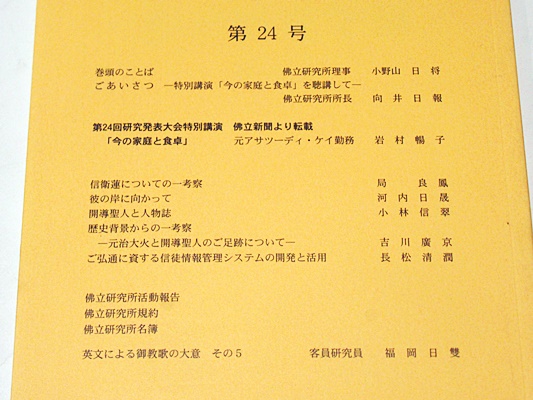 第 24 号
巻頭のことば 佛立研究所理事 小野山 日 将
ごあいさつ ―特別講演「今の家庭と食卓」を聴講して―
佛立研究所所長 向 井 日 報
第24回研究発表大会特別講演 佛立新聞より転載
「今の家庭と食卓」 元アサツーディ・ケイ勤務 岩 村 暢 子
信衛蓮についての一考察 局 良 鳳
彼の岸に向かって 河 内 日 晟
開導聖人と人物誌 小 林 信 翠
歴史背景からの一考察
―元治大火と開導聖人のご足跡について― 吉 川 廣 京
ご弘通に資する信徒情報管理システムの開発と活用 長 松 清 潤
佛立研究所活動報告
佛立研究所規約
佛立研究所名簿
英文による御教歌の大意 その5 客員研究員 福 岡 日 雙